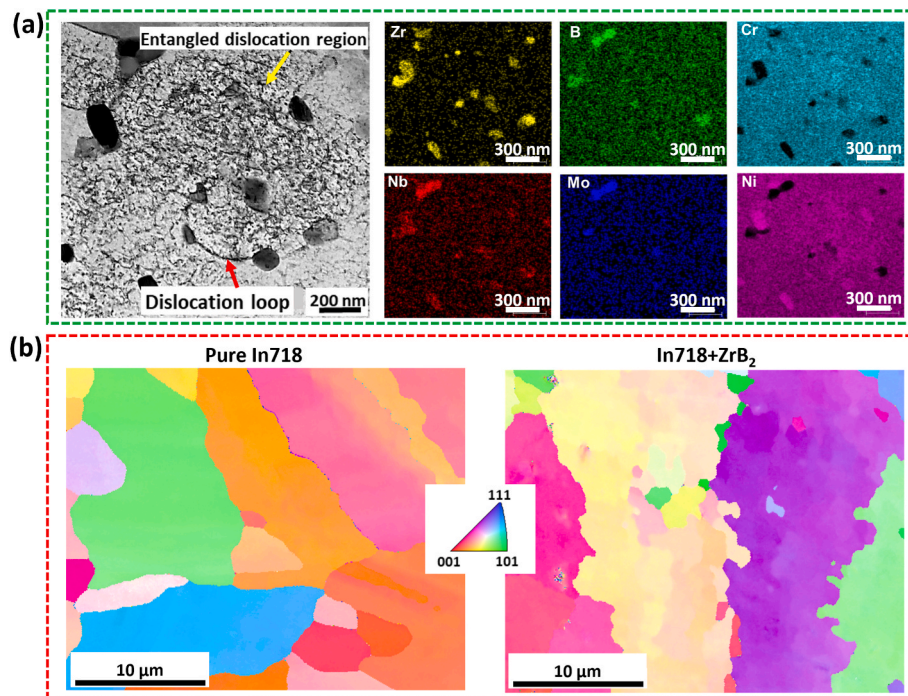 (a)
Entangled dislocation region
Dislocation loop
200 nm
Zr
300 nm
B
300 nm
Cr
300 nm
Nb
300 nm
Mo
300 nm
Ni
300 nm
(b)
Pure In718
In718+ZrB₂
111
001
101
10 μm
10 μm